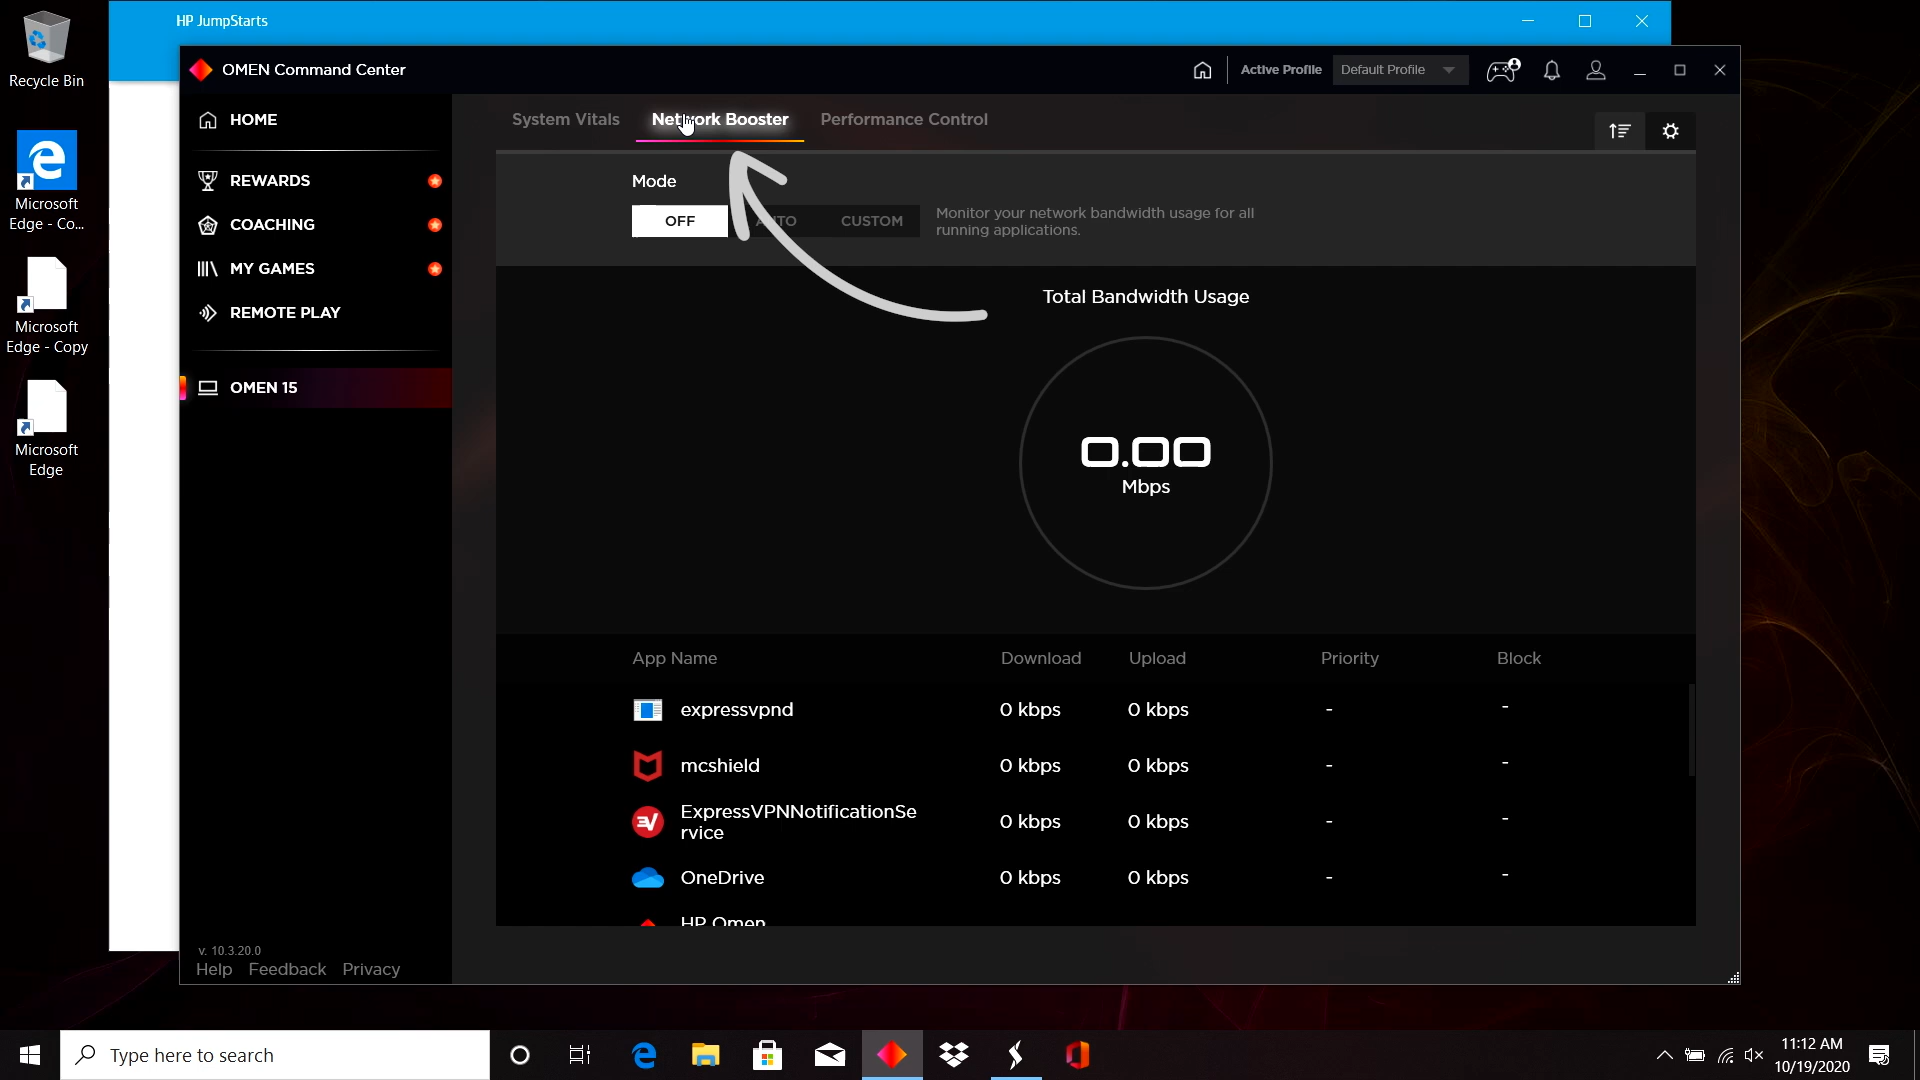 HP JumpStarts
Recycle Bin
Microsoft
Edge - Co...
Microsoft
Edge - Copy
Microsoft
Edge
OMEN Command Center
Active Profile
Default Profile
HOME
REWARDS
COACHING
MY GAMES
REMOTE PLAY
OMEN 15
v. 10.3.20.0
Help Feedback Privacy
System Vitals Network Booster Performance Control
Mode
OFF AUTO CUSTOM
Monitor your network bandwidth usage for all
running applications.
Total Bandwidth Usage
0.00
Mbps
App Name Download Upload Priority Block
expressvpnd 0 kbps 0 kbps - -
mcshield 0 kbps 0 kbps - -
ExpressVPNNotificationSe
rvice 0 kbps 0 kbps - -
OneDrive 0 kbps 0 kbps - -
HP Omen
Type here to search
11:12 AM
10/19/2020